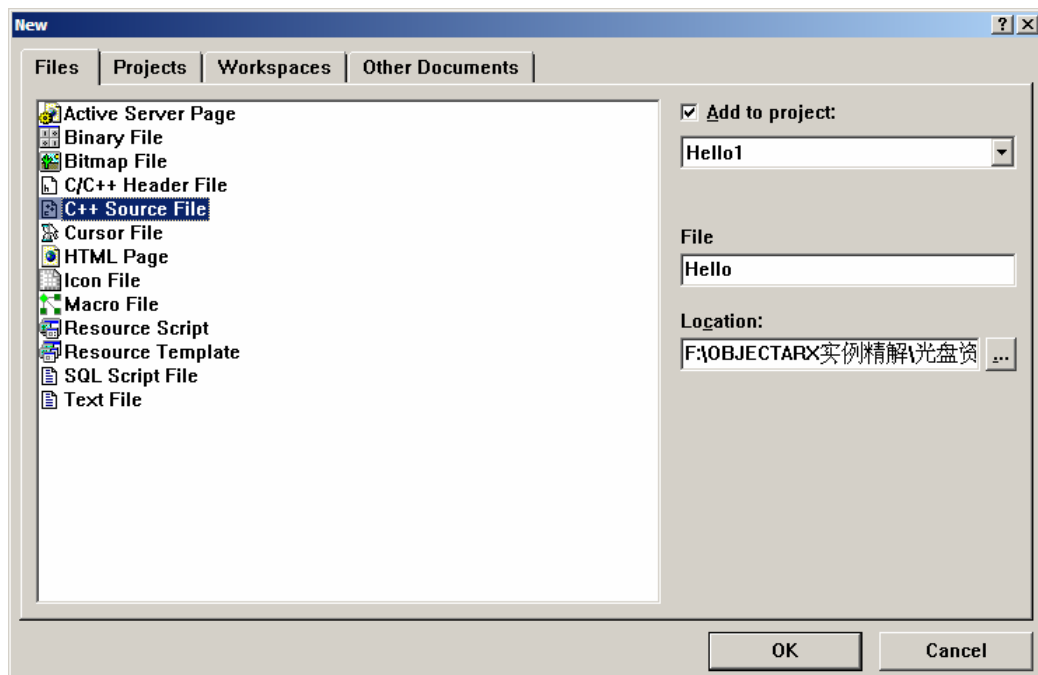 New
Files Projects Workspaces Other Documents
Active Server Page
Binary File
Bitmap File
C/C++ Header File
C++ Source File
Cursor File
HTML Page
Icon File
Macro File
Resource Script
Resource Template
SQL Script File
Text File
Add to project:
Hello1
File
Hello
Location:
F:\OBJECTARX实例精解\光盘资
...
OK Cancel